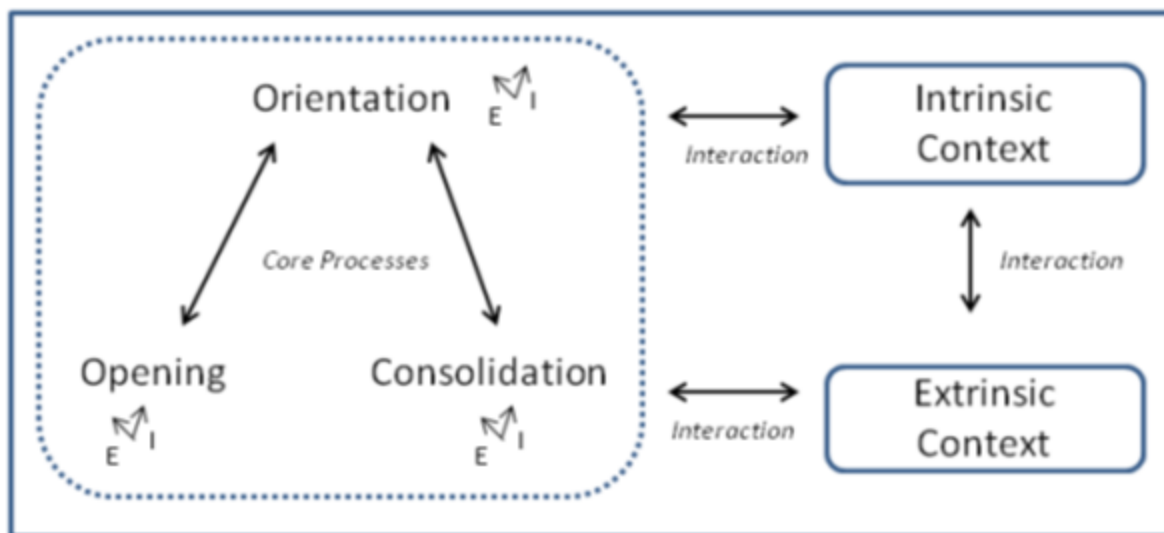 Orientation
E
I
Core Processes
Opening
E
I
Consolidation
E
I
Interaction
Intrinsic
Context
Interaction
Interaction
Extrinsic
Context